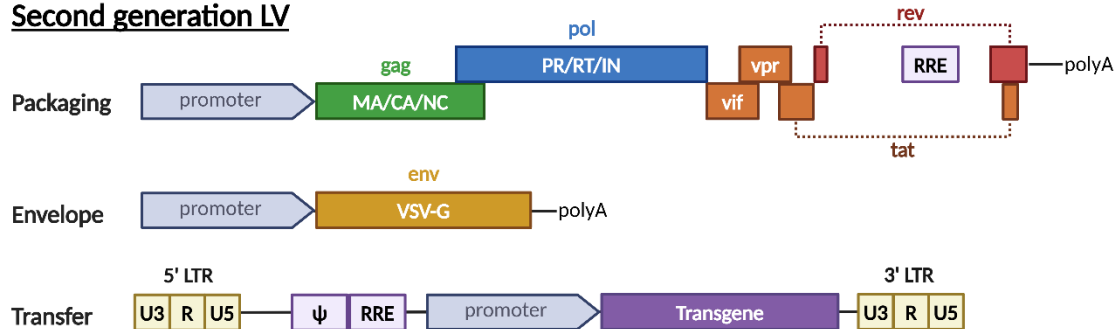 Second generation LV
rev
pol
gag
PR/RT/IN
vpr
RRE
polyA
Packaging
promoter
MA/CA/NC
vif
tat
env
Envelope
promoter
VSV-G
polyA
5' LTR
3' LTR
Transfer
U3 R U5
ψ
RRE
promoter
Transgene
U3 R U5